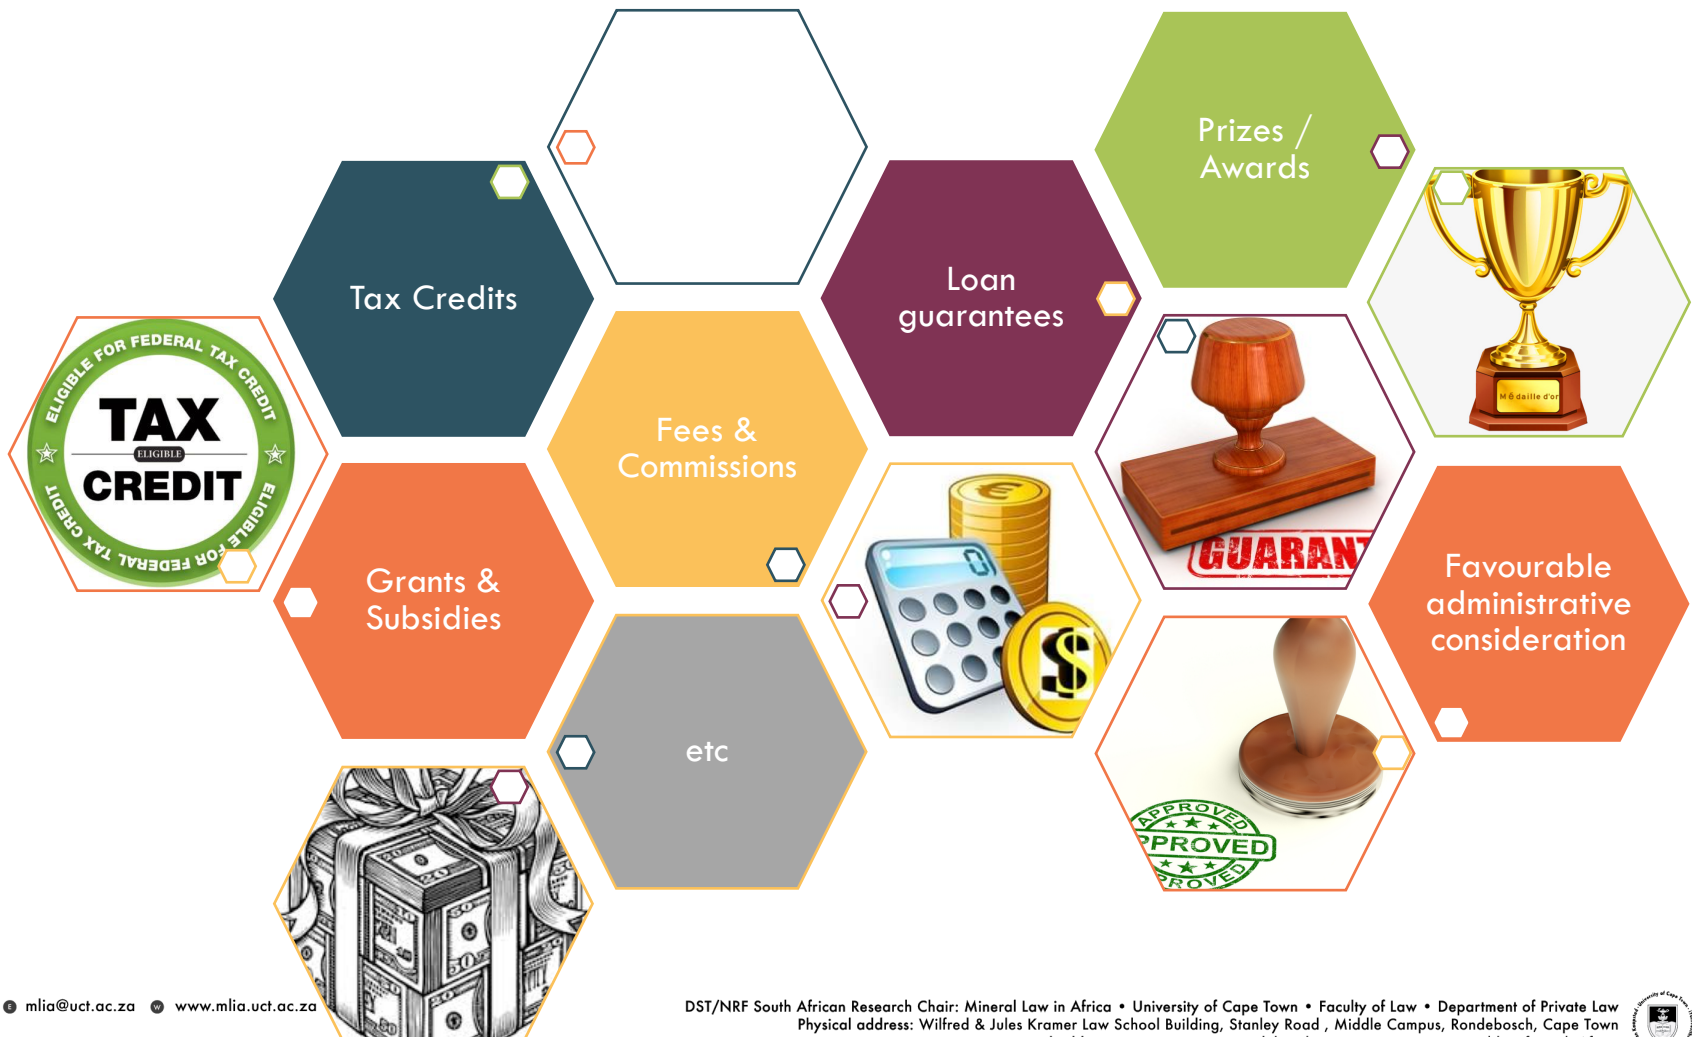 Prizes /
Awards
Tax Credits
Loan
guarantees
ELIGIBLE FOR FEDERAL TAX CREDIT
TAX
ELIGIBLE
CREDIT
ELIGIBLE FOR FEDERAL TAX CREDIT
Fees &
Commissions
Médaille d'or
GUARANT
Grants &
Subsidies
Favourable
administrative
consideration
etc
APPROVED
PPROVED
ROVED
mlia@uct.ac.za www.mlia.uct.ac.za
DST/NRF South African Research Chair: Mineral Law in Africa • University of Cape Town • Faculty of Law • Department of Private Law
Physical address: Wilfred & Jules Kramer Law School Building, Stanley Road , Middle Campus, Rondebosch, Cape Town